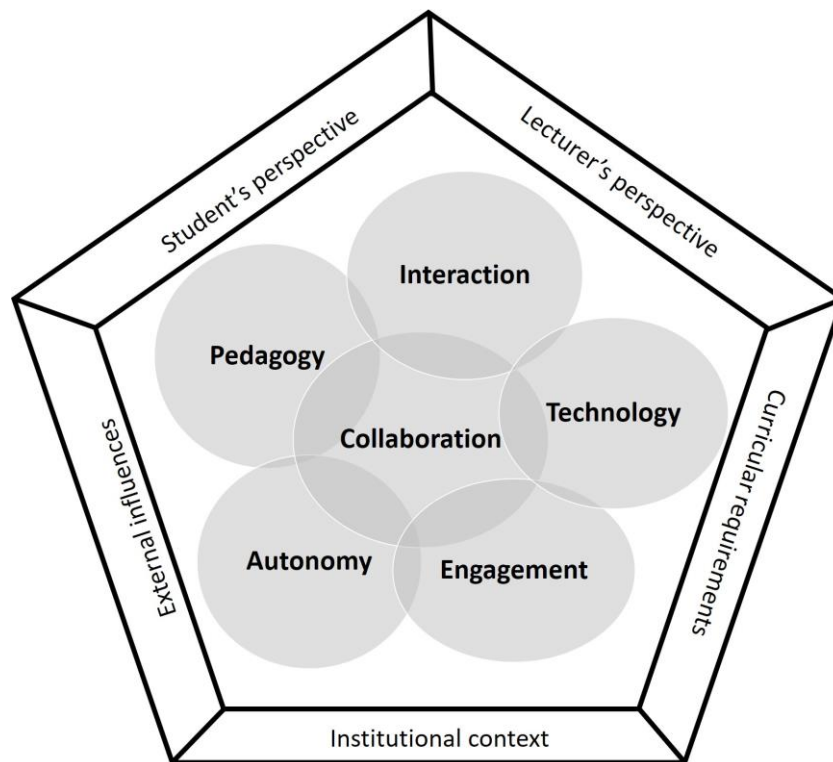 Student's perspective
Lecturer's perspective
Interaction
Pedagogy
Technology
Collaboration
External influences
Curricular requirements
Autonomy
Engagement
Institutional context